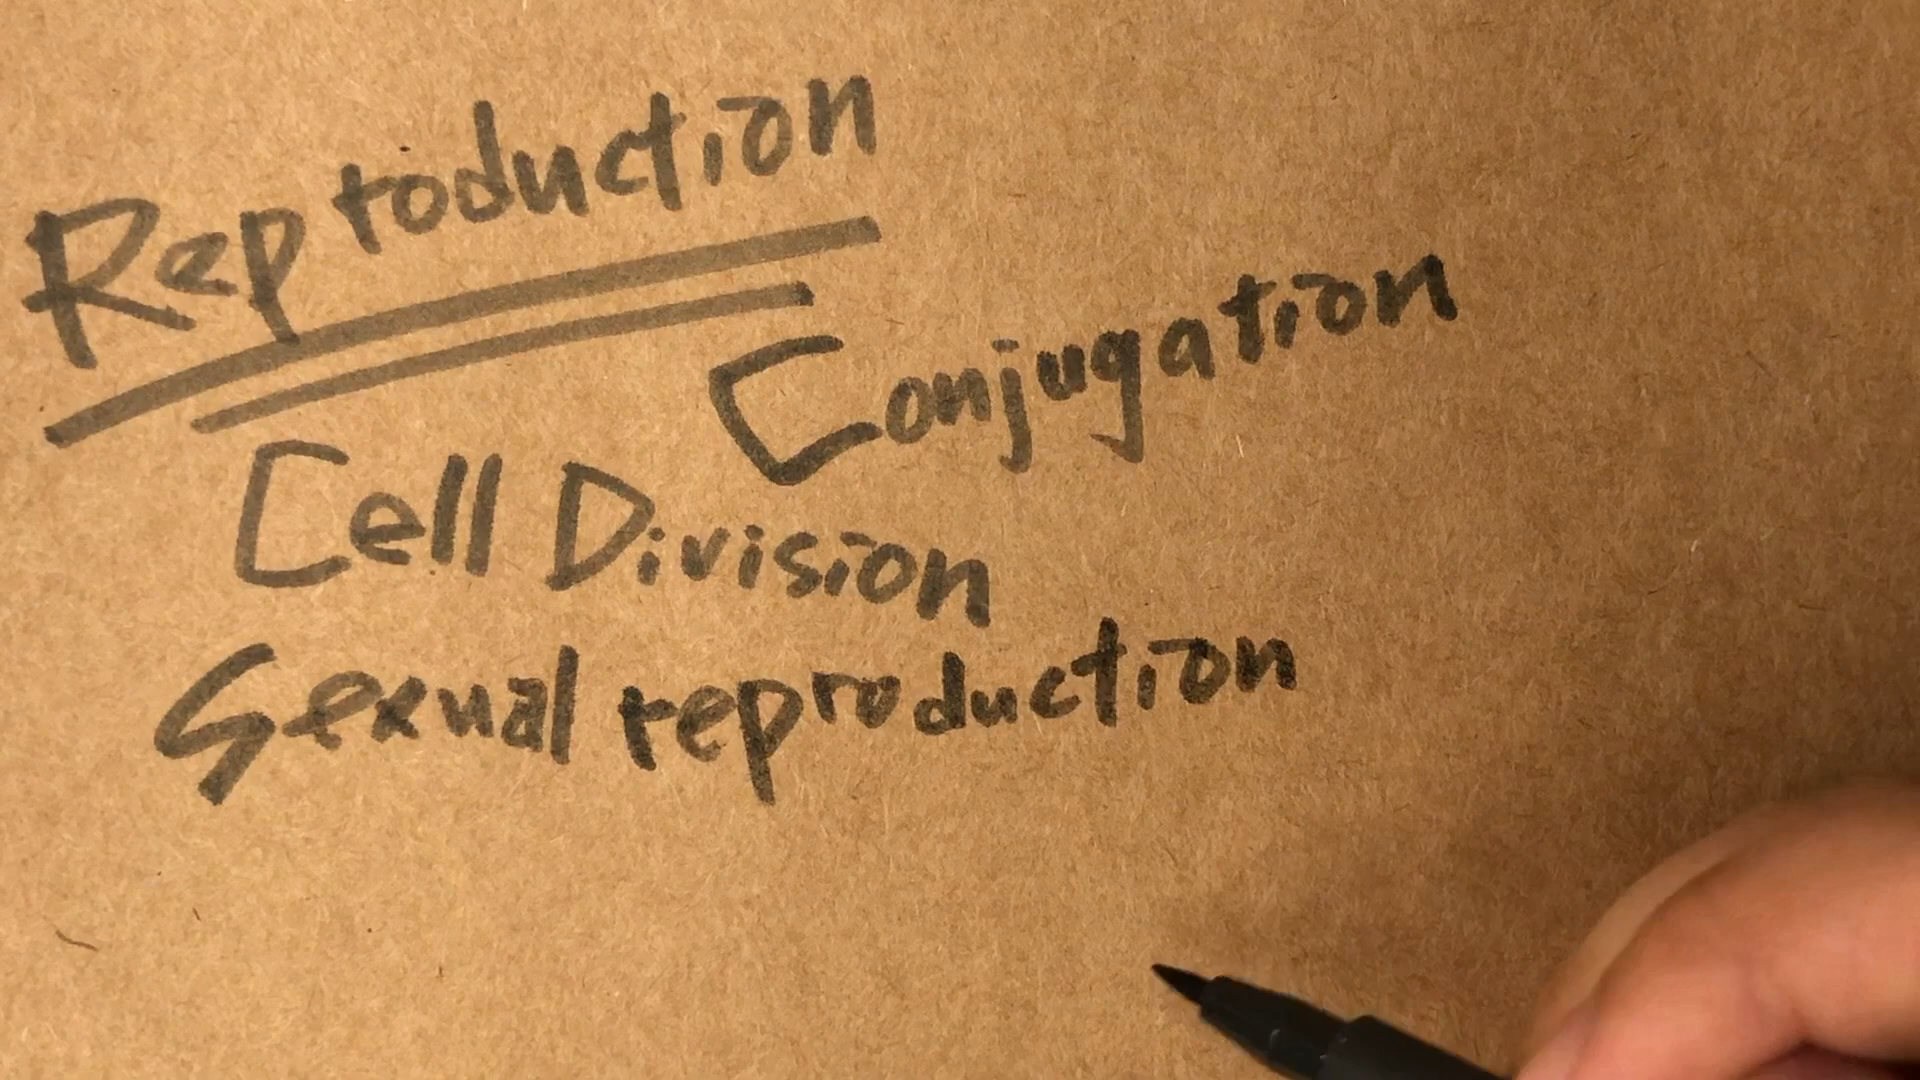 Reproduction
Conjugation
Cell Division
Sexual reproduction